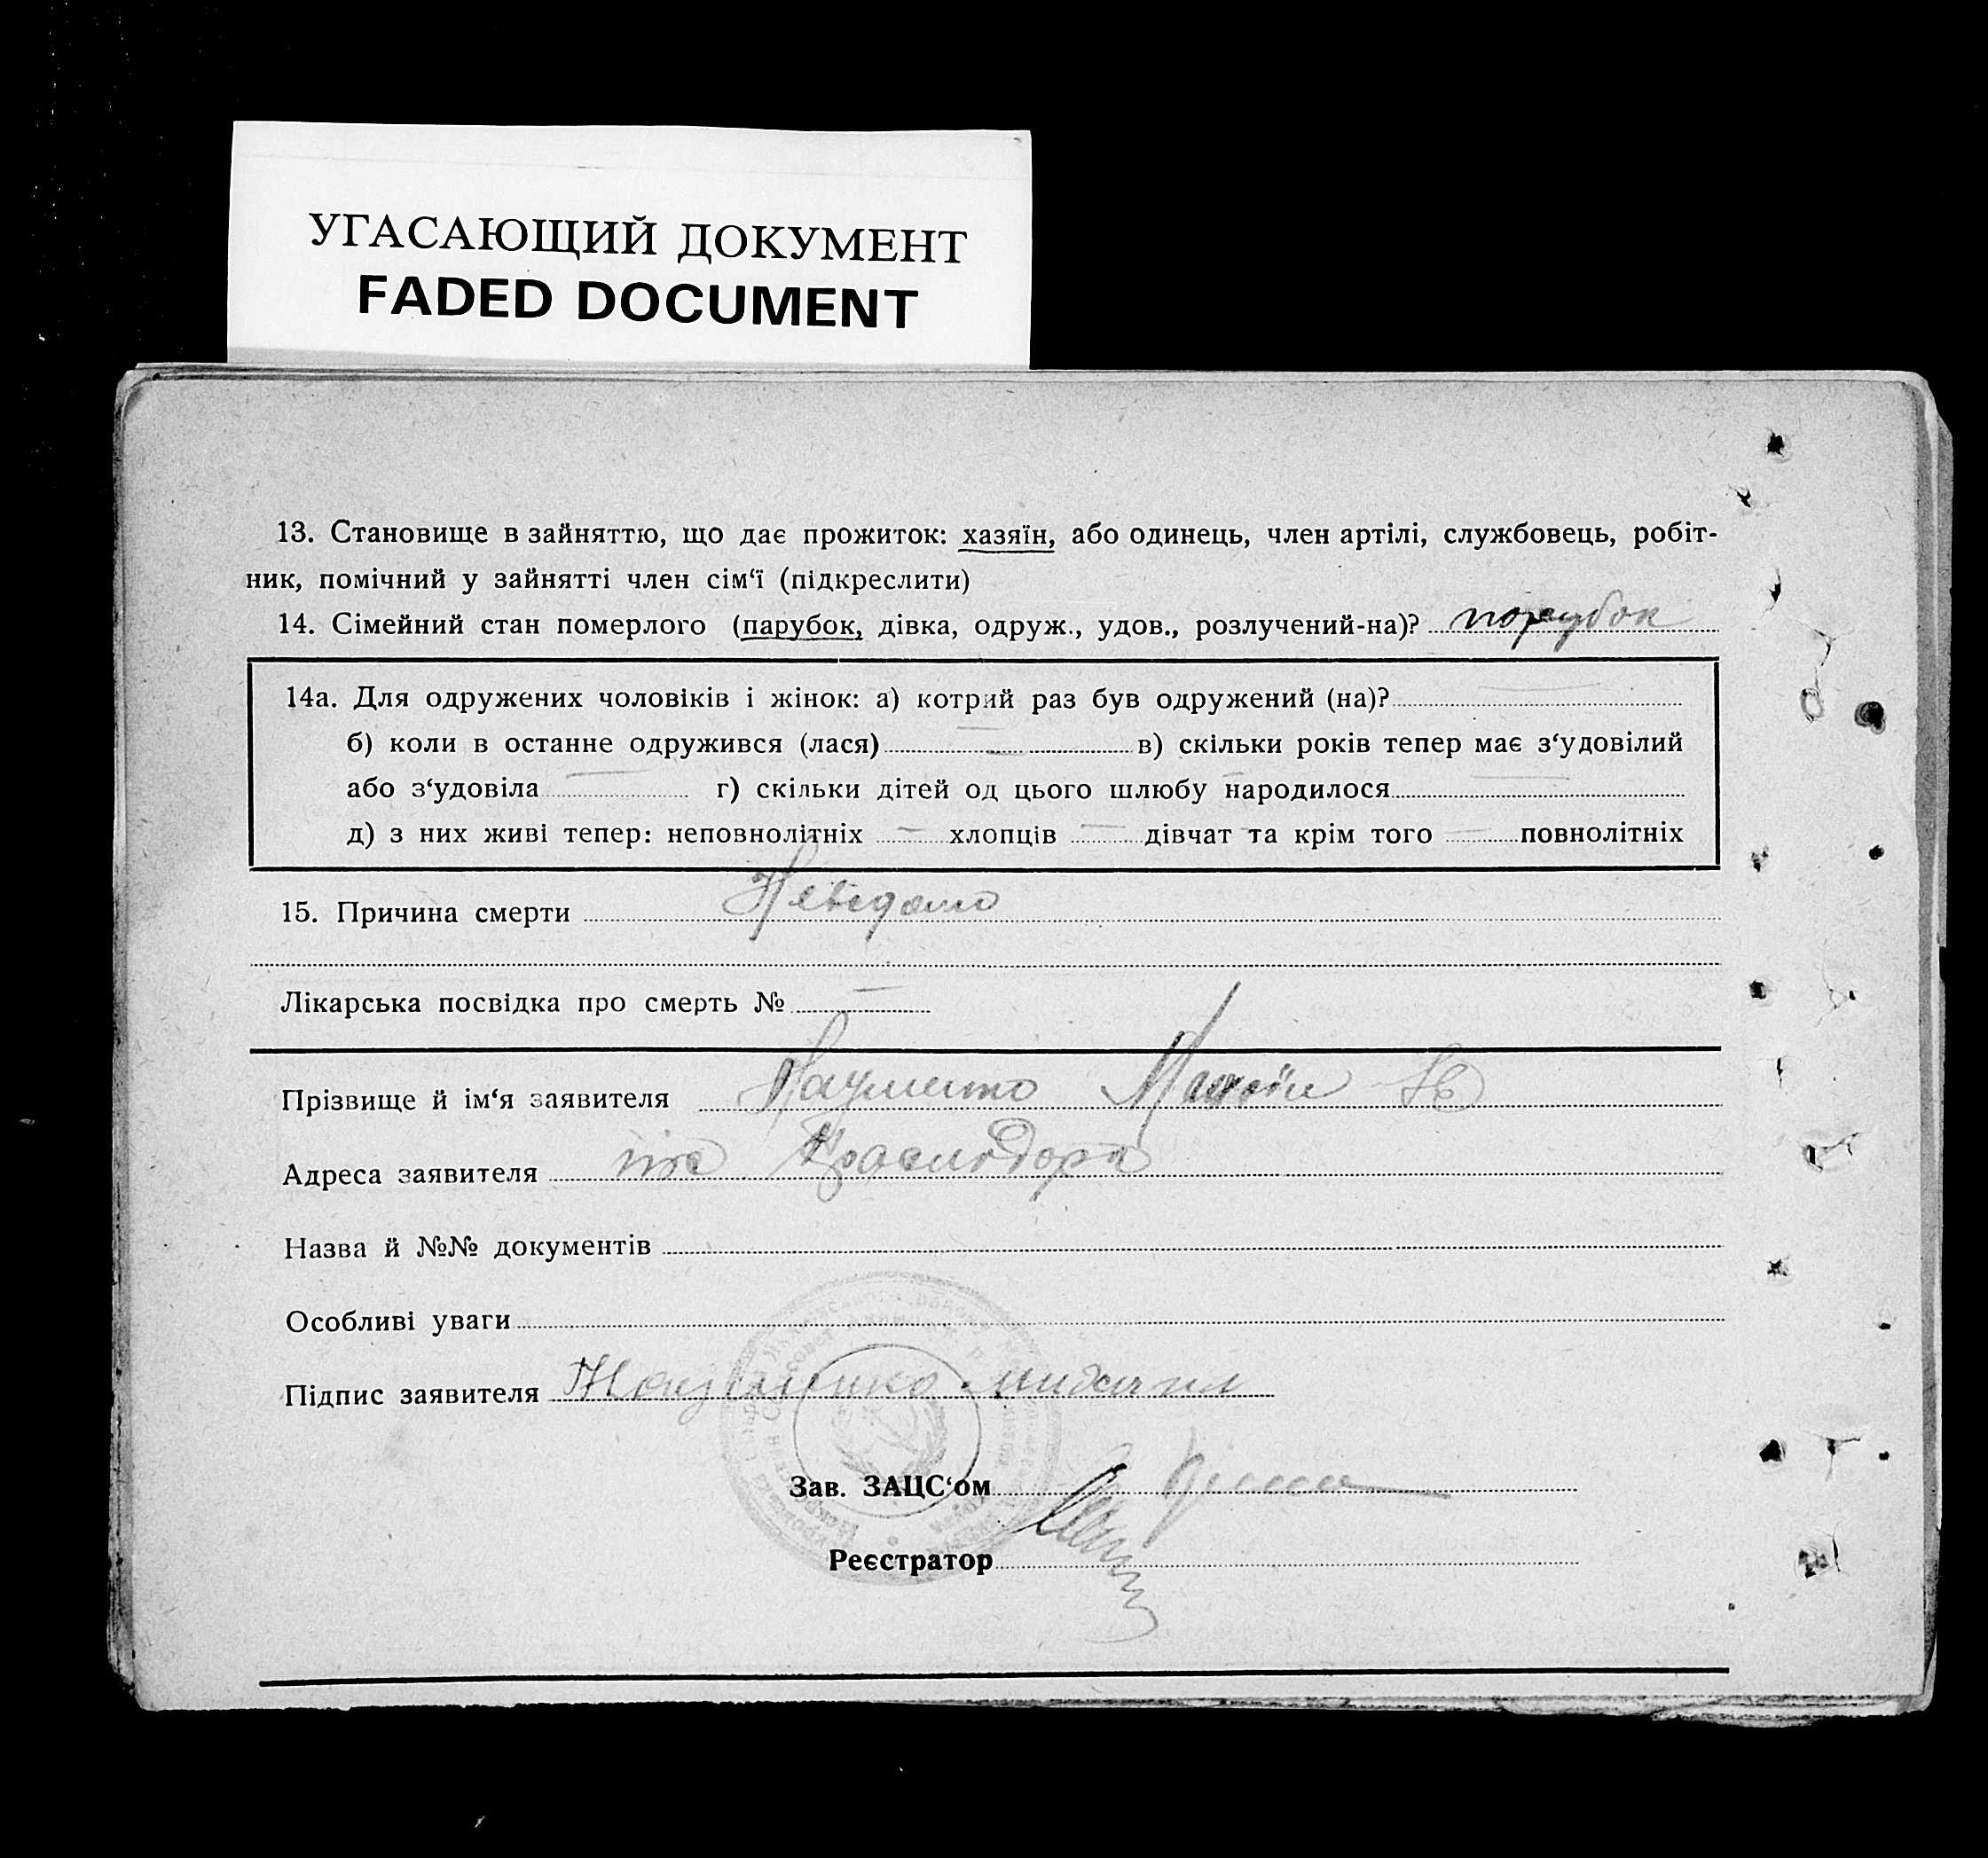 УГАСАЮЩИЙ ДОКУМЕНТ
FADED DOCUMENT
13. Становище в зайняттю, що дає прожиток: хазяїн, або одинець, член артілі, службовець, робіт-
ник, помічний у зайнятті член сім‘ї (підкреслити)
14. Сімейний стан померлого (парубок, дівка, одруж., удов., розлучений-на)? порубок
14а. Для одружених чоловіків і жінок: а) котрий раз був одружений (на)?
б) коли в останне одружився (лася) в) скільки років тепер має з‘удовілий
або з‘удовіла г) скільки дітей од цього шлюбу народилося
д) з них живі тепер: неповнолітніх — хлопців — дівчат та крім того — повнолітніх
15. Причина смерти Невідомо
Лікарська посвідка про смерть № —
Прізвище й ім‘я заявителя Науменко
Адреса заявителя
Назва й №№ документів
Особливі уваги
Підпис заявителя
Зав. ЗАЦС‘ом
Реєстратор